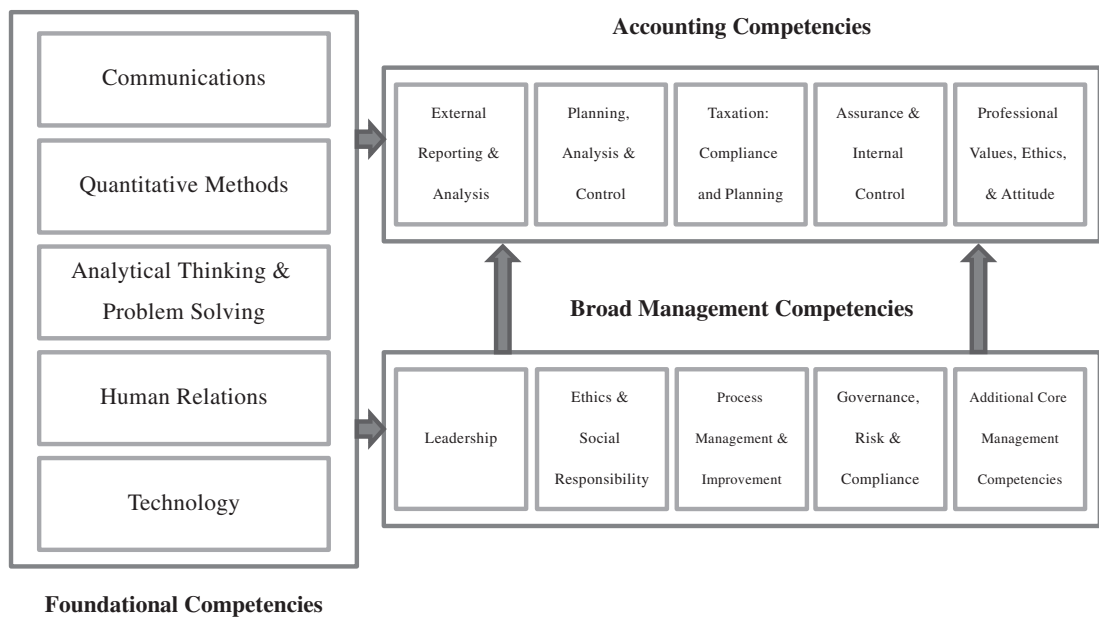 Communications
Quantitative Methods
Analytical Thinking &
Problem Solving
Human Relations
Technology
Foundational Competencies
Accounting Competencies
External
Reporting &
Analysis
Planning,
Analysis &
Control
Taxation:
Compliance
and Planning
Assurance &
Internal
Control
Professional
Values, Ethics,
& Attitude
Broad Management Competencies
Leadership
Ethics &
Social
Responsibility
Process
Management &
Improvement
Governance,
Risk &
Compliance
Additional Core
Management
Competencies